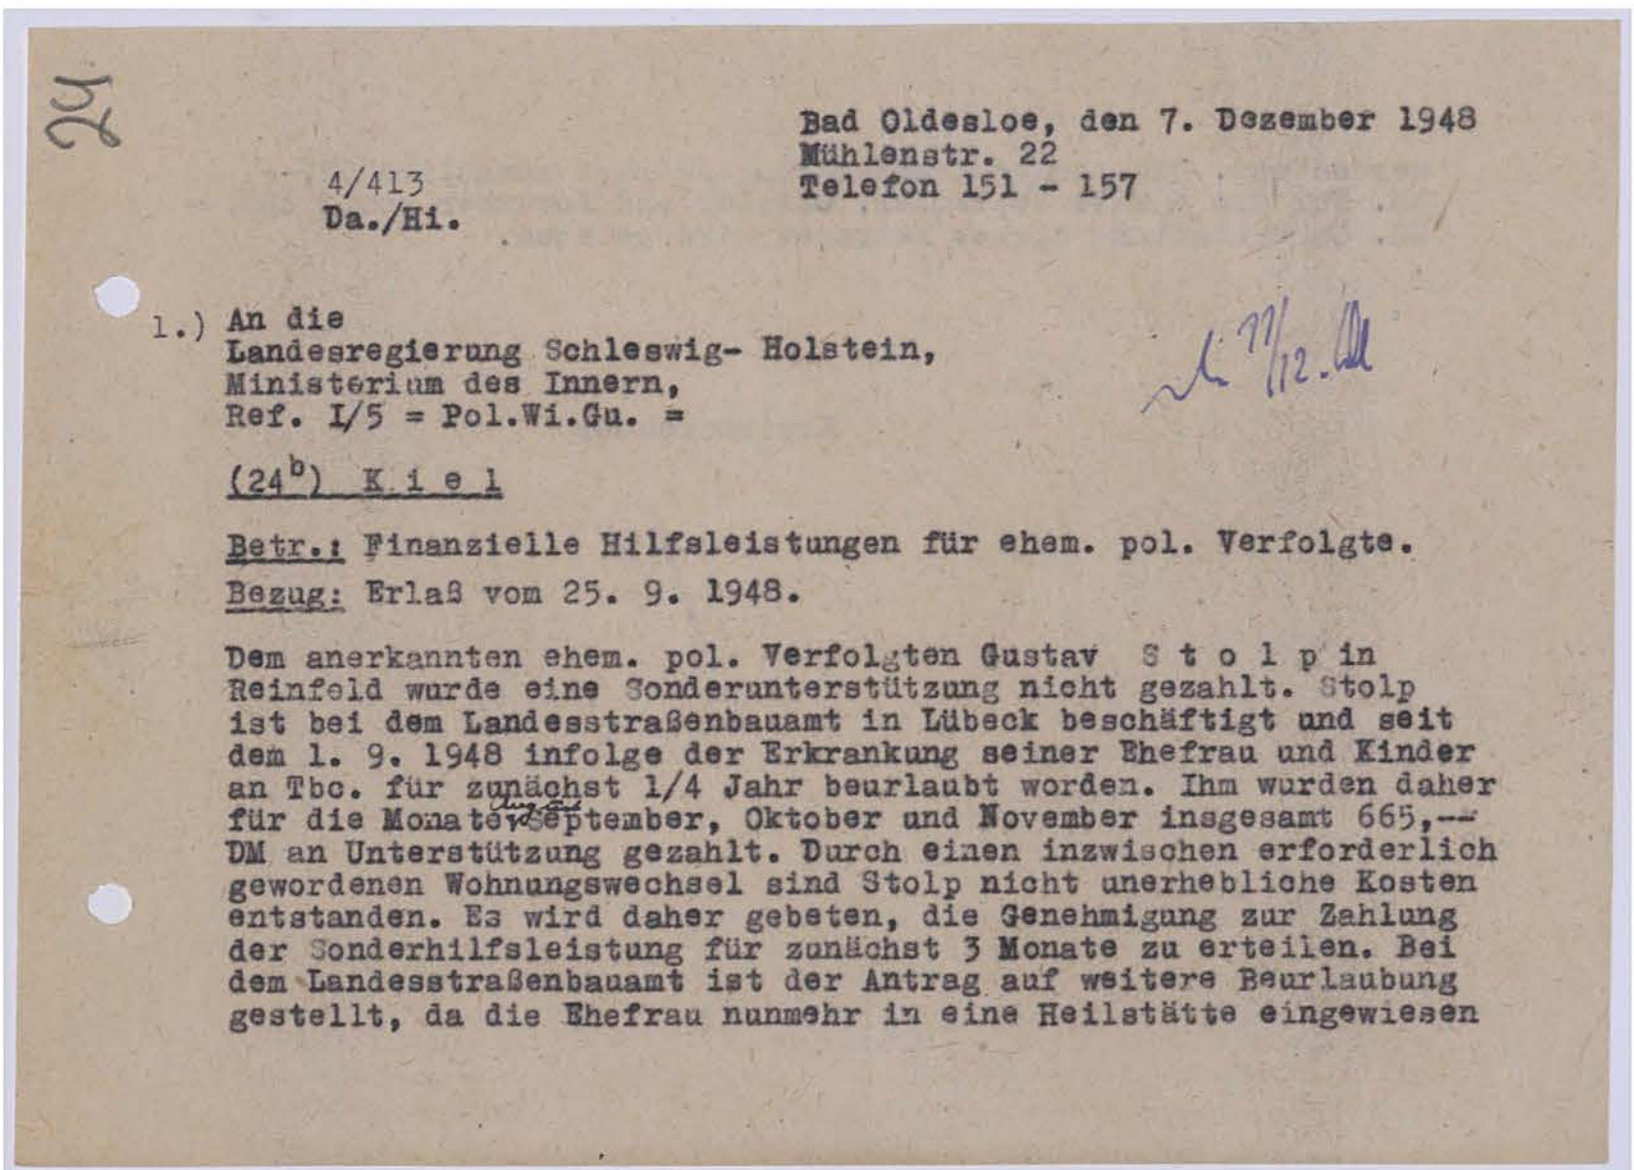 24
Bad Oldesloe, den 7. Dezember 1948
Mühlenstr. 22
Telefon 151 - 157
4/413
Da./Hi.
1.) An die
Landesregierung Schleswig- Holstein,
Ministerium des Innern,
Ref. I/5 = Pol.Wi.Gu. =
11/12.
(24b) K i e l
Betr.: Finanzielle Hilfsleistungen für ehem. pol. Verfolgte.
Bezug: Erlaß vom 25. 9. 1948.
Dem anerkannten ehem. pol. Verfolgten Gustav S t o l p in
Reinfeld wurde eine Sonderunterstützung nicht gezahlt. Stolp
ist bei dem Landesstraßenbauamt in Lübeck beschäftigt und seit
dem 1. 9. 1948 infolge der Erkrankung seiner Ehefrau und Kinder
an Tbc. für zunächst 1/4 Jahr beurlaubt worden. Ihm wurden daher
für die Monate August September, Oktober und November insgesamt 665,--
DM an Unterstützung gezahlt. Durch einen inzwischen erforderlich
gewordenen Wohnungswechsel sind Stolp nicht unerhebliche Kosten
entstanden. Es wird daher gebeten, die Genehmigung zur Zahlung
der Sonderhilfsleistung für zunächst 3 Monate zu erteilen. Bei
dem Landesstraßenbauamt ist der Antrag auf weitere Beurlaubung
gestellt, da die Ehefrau nunmehr in eine Heilstätte eingewiesen